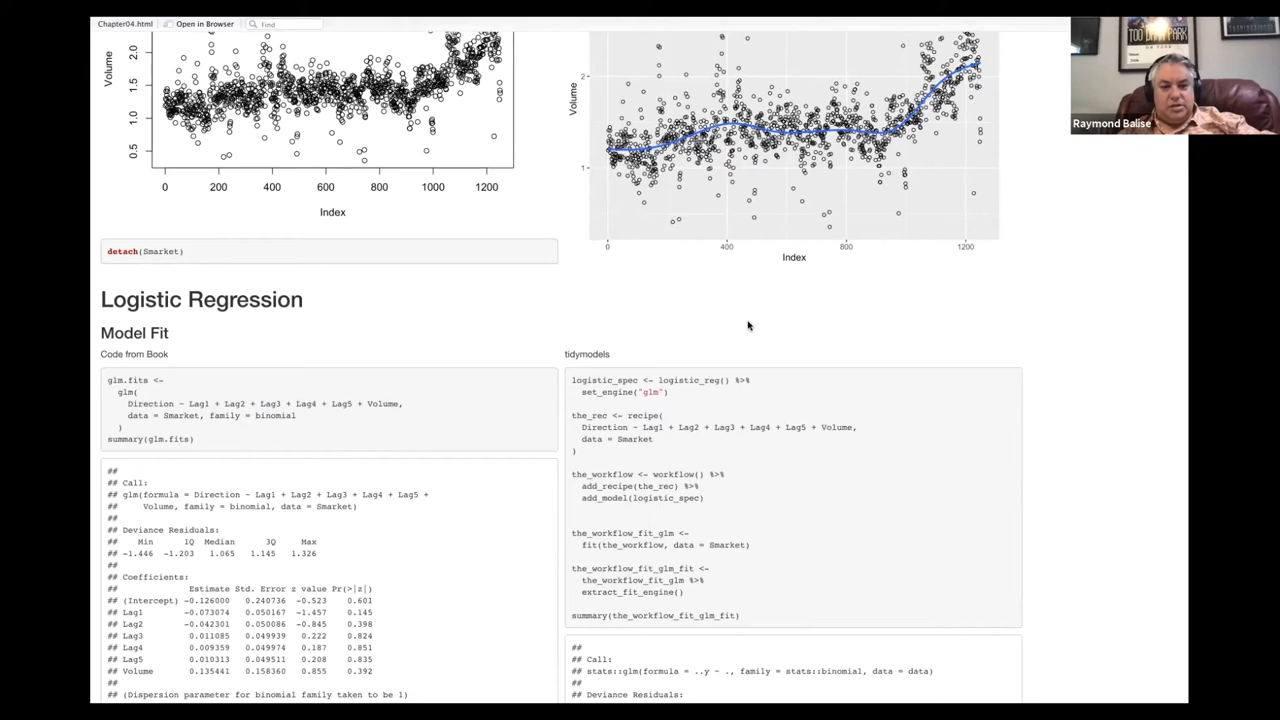 Chapter04.html
Open in Browser
Find
Volume
2.0
1.5
1.0
0.5
0 200 400 600 800 1000 1200
Index
Volume
2
1
0 400 800 1200
Index
TOO DAMN PARK
Raymond Balise
detach(Smarket)
Logistic Regression
Model Fit
Code from Book
glm.fits <-
glm(
Direction ~ Lag1 + Lag2 + Lag3 + Lag4 + Lag5 + Volume,
data = Smarket, family = binomial
)
summary(glm.fits)
##
## Call:
## glm(formula = Direction ~ Lag1 + Lag2 + Lag3 + Lag4 + Lag5 +
## Volume, family = binomial, data = Smarket)
##
## Deviance Residuals:
## Min 1Q Median 3Q Max
## -1.446 -1.203 1.065 1.145 1.326
##
## Coefficients:
## Estimate Std. Error z value Pr(>|z|)
## (Intercept) -0.126000 0.240736 -0.523 0.601
## Lag1 -0.073074 0.050167 -1.457 0.145
## Lag2 -0.042301 0.050086 -0.845 0.398
## Lag3 0.011085 0.049939 0.222 0.824
## Lag4 0.009359 0.049974 0.187 0.851
## Lag5 0.010313 0.049511 0.208 0.835
## Volume 0.135441 0.158360 0.855 0.392
##
## (Dispersion parameter for binomial family taken to be 1)
tidymodels
logistic_spec <- logistic_reg() %>%
set_engine("glm")
the_rec <- recipe(
Direction ~ Lag1 + Lag2 + Lag3 + Lag4 + Lag5 + Volume,
data = Smarket
)
the_workflow <- workflow() %>%
add_recipe(the_rec) %>%
add_model(logistic_spec)
the_workflow_fit_glm <-
fit(the_workflow, data = Smarket)
the_workflow_fit_glm_fit <-
the_workflow_fit_glm %>%
extract_fit_engine()
summary(the_workflow_fit_glm_fit)
##
## Call:
## stats::glm(formula = ..y ~ ., family = stats::binomial, data = data)
##
## Deviance Residuals: